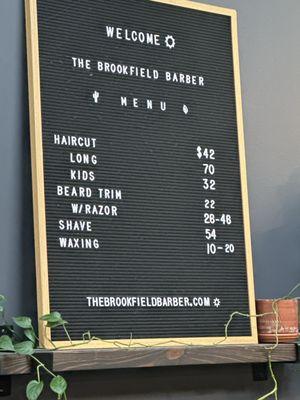 WELCOME
THE BROOKFIELD BARBER
MENU
HAIRCUT $42
LONG 70
KIDS 32
BEARD TRIM 22
W/RAZOR 28-48
SHAVE 54
WAXING 10-20
THEBROOKFIELDBARBER.COM